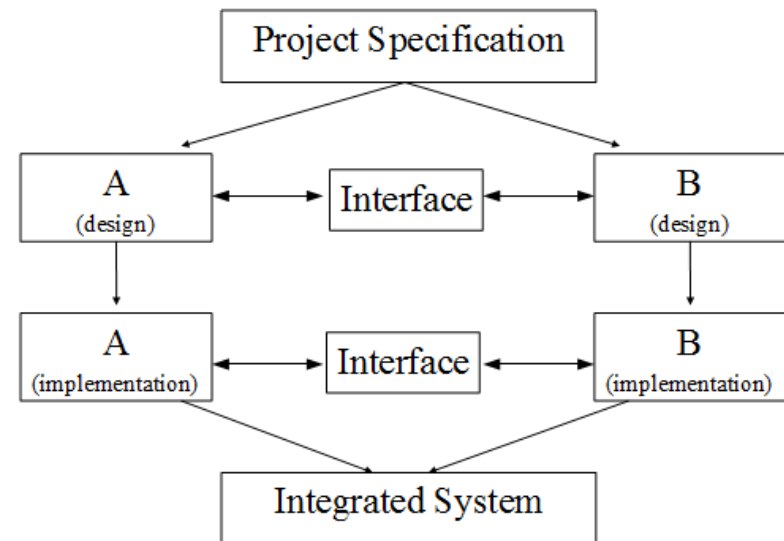 Project Specification
A
(design)
Interface
B
(design)
A
(implementation)
Interface
B
(implementation)
Integrated System